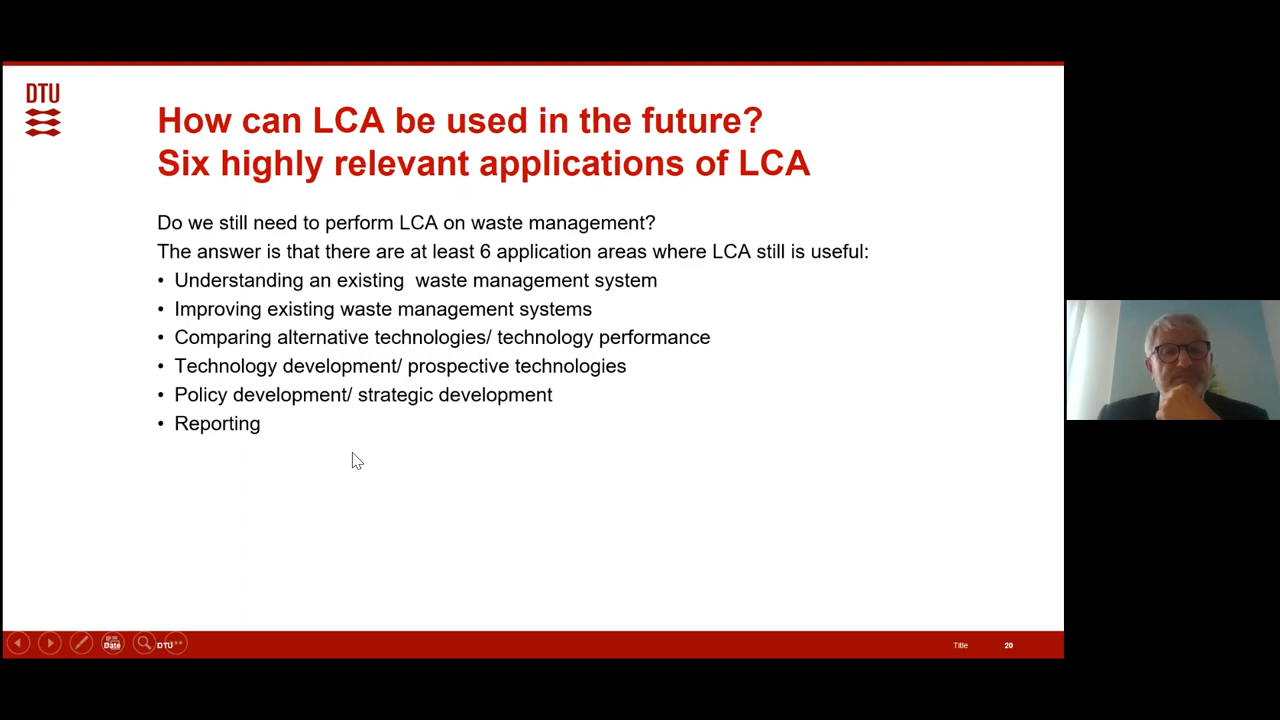 DTU
How can LCA be used in the future?
Six highly relevant applications of LCA
Do we still need to perform LCA on waste management?
The answer is that there are at least 6 application areas where LCA still is useful:
• Understanding an existing  waste management system
• Improving existing waste management systems
• Comparing alternative technologies/ technology performance
• Technology development/ prospective technologies
• Policy development/ strategic development
• Reporting
Date DTU Title 20